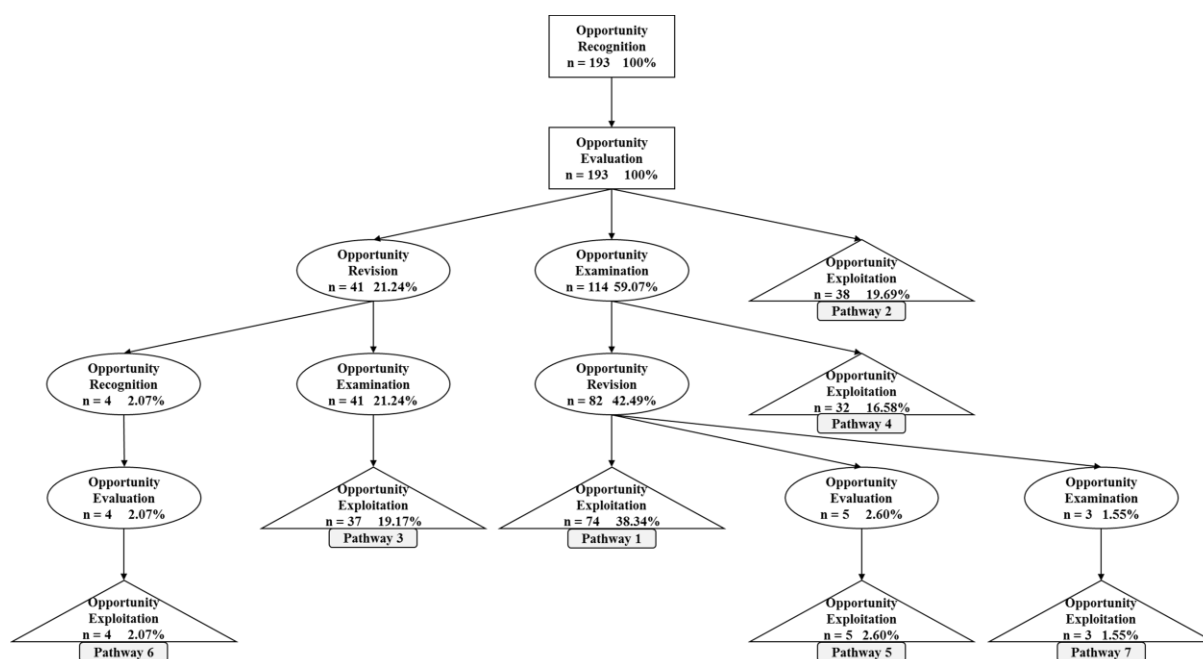 Opportunity
Recognition
n = 193 100%
Opportunity
Evaluation
n = 193 100%
Opportunity
Revision
n = 41 21.24%
Opportunity
Examination
n = 114 59.07%
Opportunity
Exploitation
n = 38 19.69%
Pathway 2
Opportunity
Recognition
n = 4 2.07%
Opportunity
Examination
n = 41 21.24%
Opportunity
Revision
n = 82 42.49%
Opportunity
Exploitation
n = 32 16.58%
Pathway 4
Opportunity
Evaluation
n = 4 2.07%
Opportunity
Exploitation
n = 37 19.17%
Pathway 3
Opportunity
Exploitation
n = 74 38.34%
Pathway 1
Opportunity
Evaluation
n = 5 2.60%
Opportunity
Examination
n = 3 1.55%
Opportunity
Exploitation
n = 4 2.07%
Pathway 6
Opportunity
Exploitation
n = 5 2.60%
Pathway 5
Opportunity
Exploitation
n = 3 1.55%
Pathway 7